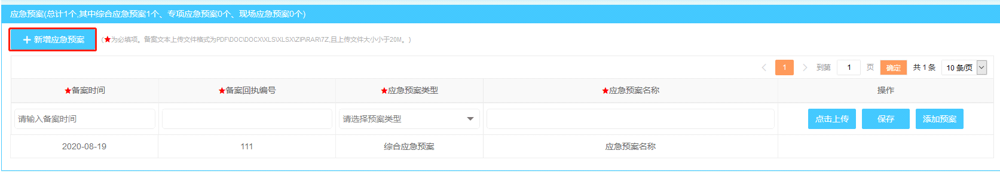 应急预案(总计1个,其中综合应急预案1个、专项应急预案0个、现场应急预案0个)
新增应急预案 (★为必填项。备案文本上传文件格式为PDF\DOC\DOCX\XLS\XLSX\ZIP\RAR\7Z,且上传文件大小小于20M。)
1 到第 1 页 确定 共 1 条 10 条/页
★备案时间 ★备案回执编号 ★应急预案类型 ★应急预案名称 操作
请输入备案时间 请选择预案类型 点击上传 保存 添加预案
2020-08-19 111 综合应急预案 应急预案名称